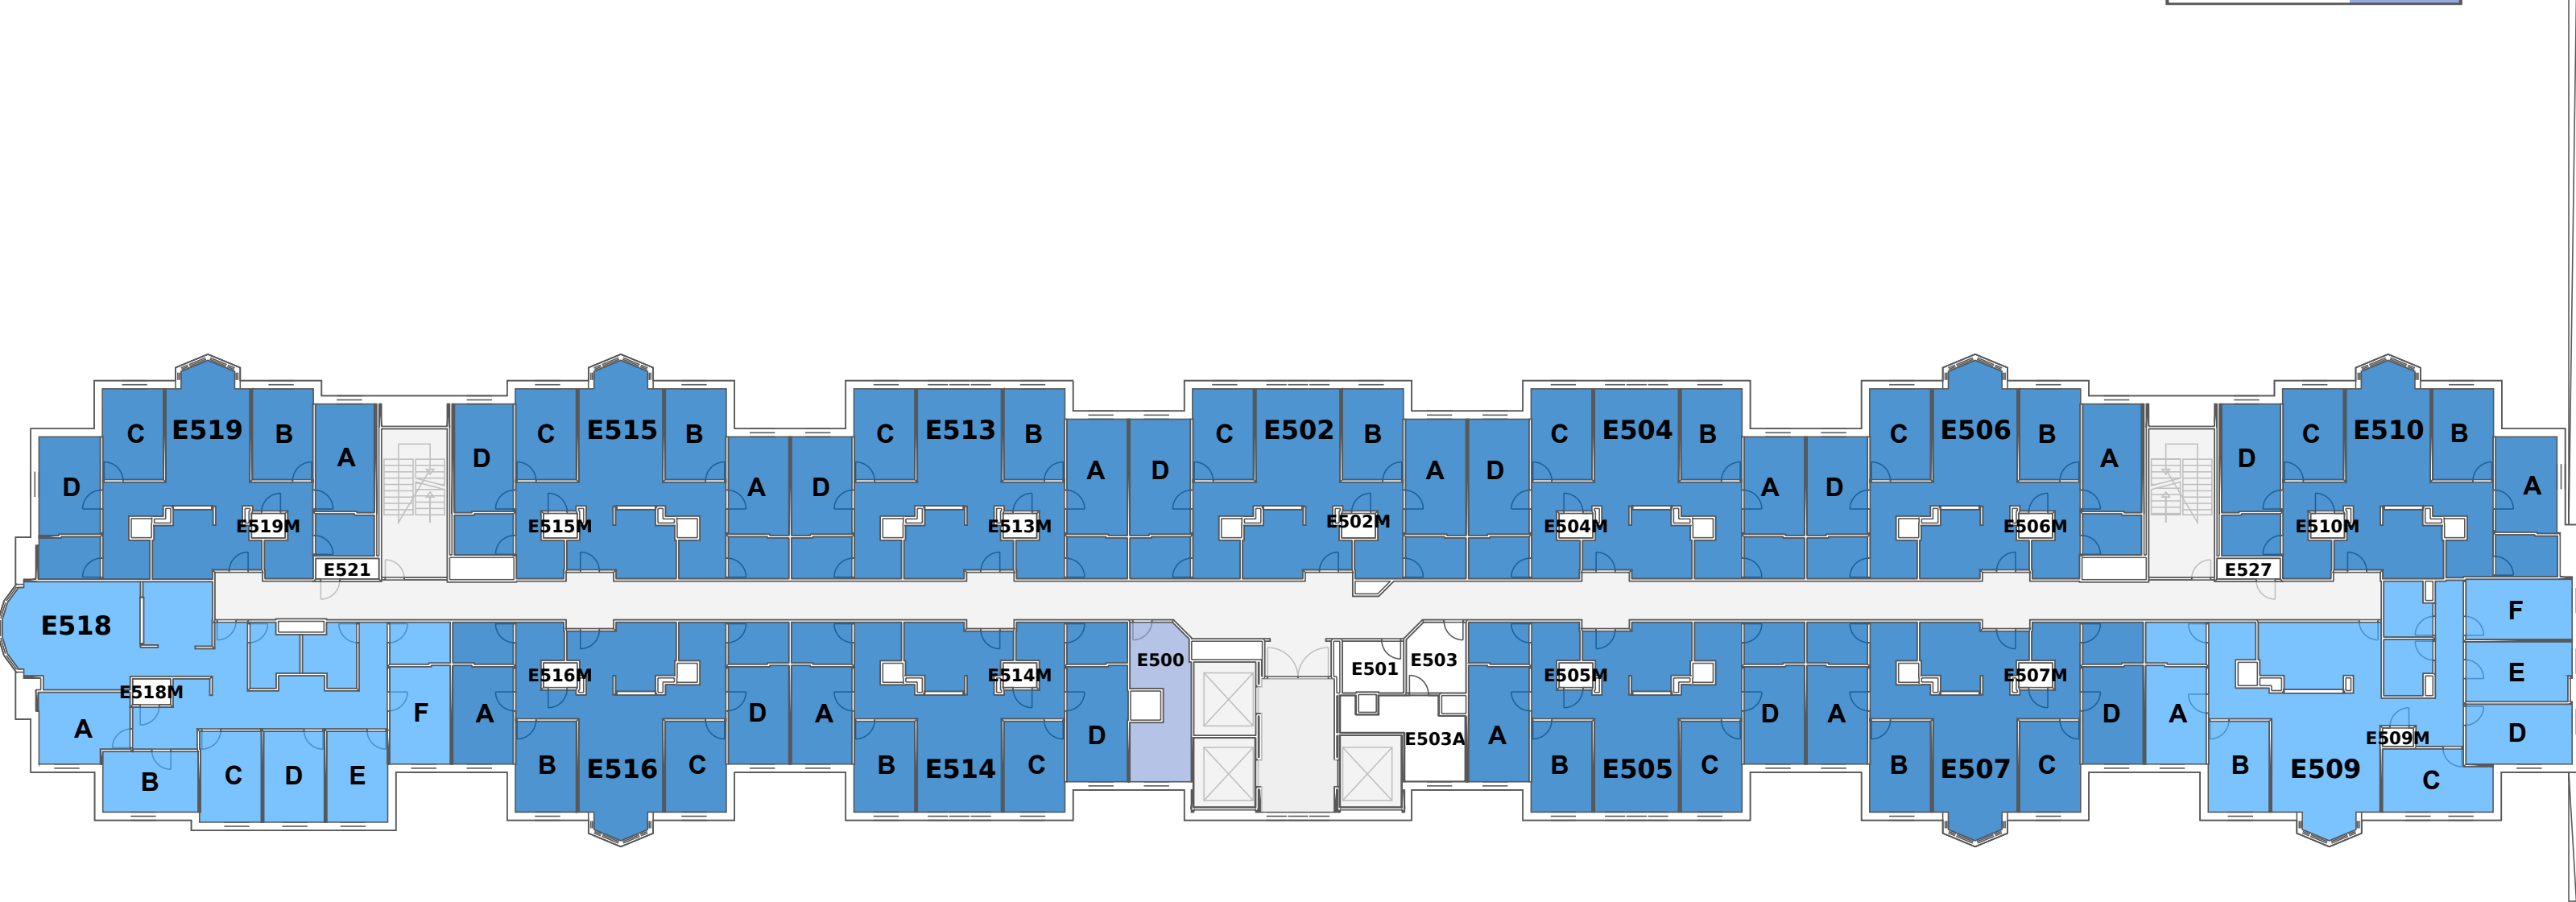 C E519 B A D E515 B C
C E513 B A D C E502 B
C E504 B C E506 B A D
C E510 B
D A D A D A D A D A
E519M E515M E513M E502M E504M E506M E510M
E521 E527
E518 F
E500 E501 E503
E518M E516M E514M E505M E507M E
A F A D A D A D A D A D
E503A E509M
B C D E B E516 C B E514 C
B E505 C B E507 C B E509 C